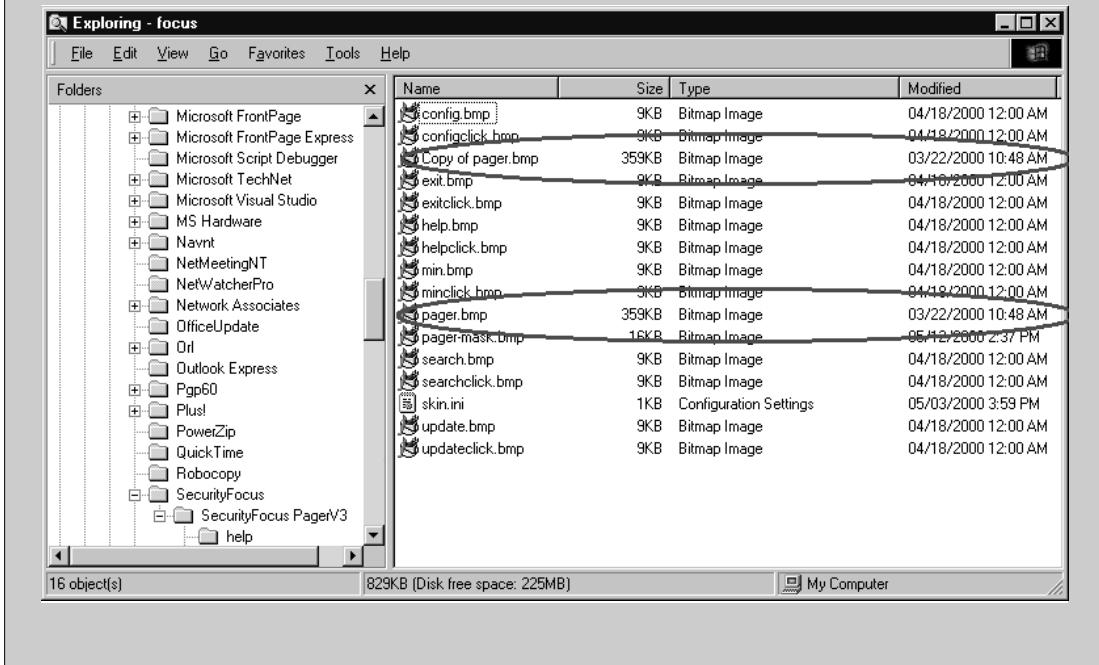 Exploring - focus
File Edit View Go Favorites Tools Help
Folders
Microsoft FrontPage
Microsoft FrontPage Express
Microsoft Script Debugger
Microsoft TechNet
Microsoft Visual Studio
MS Hardware
Navnt
NetMeetingNT
NetWatcherPro
Network Associates
OfficeUpdate
Orl
Outlook Express
Pgp60
Plus!
PowerZip
QuickTime
Robocopy
SecurityFocus
SecurityFocus PagerV3
help
Name Size Type Modified
config.bmp 9KB Bitmap Image 04/18/2000 12:00 AM
configclick.bmp 9KB Bitmap Image 04/18/2000 12:00 AM
Copy of pager.bmp 359KB Bitmap Image 03/22/2000 10:48 AM
exit.bmp 9KB Bitmap Image 04/18/2000 12:00 AM
exitclick.bmp 9KB Bitmap Image 04/18/2000 12:00 AM
help.bmp 9KB Bitmap Image 04/18/2000 12:00 AM
helpclick.bmp 9KB Bitmap Image 04/18/2000 12:00 AM
min.bmp 9KB Bitmap Image 04/18/2000 12:00 AM
minclick.bmp 9KB Bitmap Image 04/18/2000 12:00 AM
pager.bmp 359KB Bitmap Image 03/22/2000 10:48 AM
pager-mask.bmp 16KB Bitmap Image 05/12/2000 2:37 PM
search.bmp 9KB Bitmap Image 04/18/2000 12:00 AM
searchclick.bmp 9KB Bitmap Image 04/18/2000 12:00 AM
skin.ini 1KB Configuration Settings 05/03/2000 3:59 PM
update.bmp 9KB Bitmap Image 04/18/2000 12:00 AM
updateclick.bmp 9KB Bitmap Image 04/18/2000 12:00 AM
16 object(s) 829KB (Disk free space: 225MB) My Computer